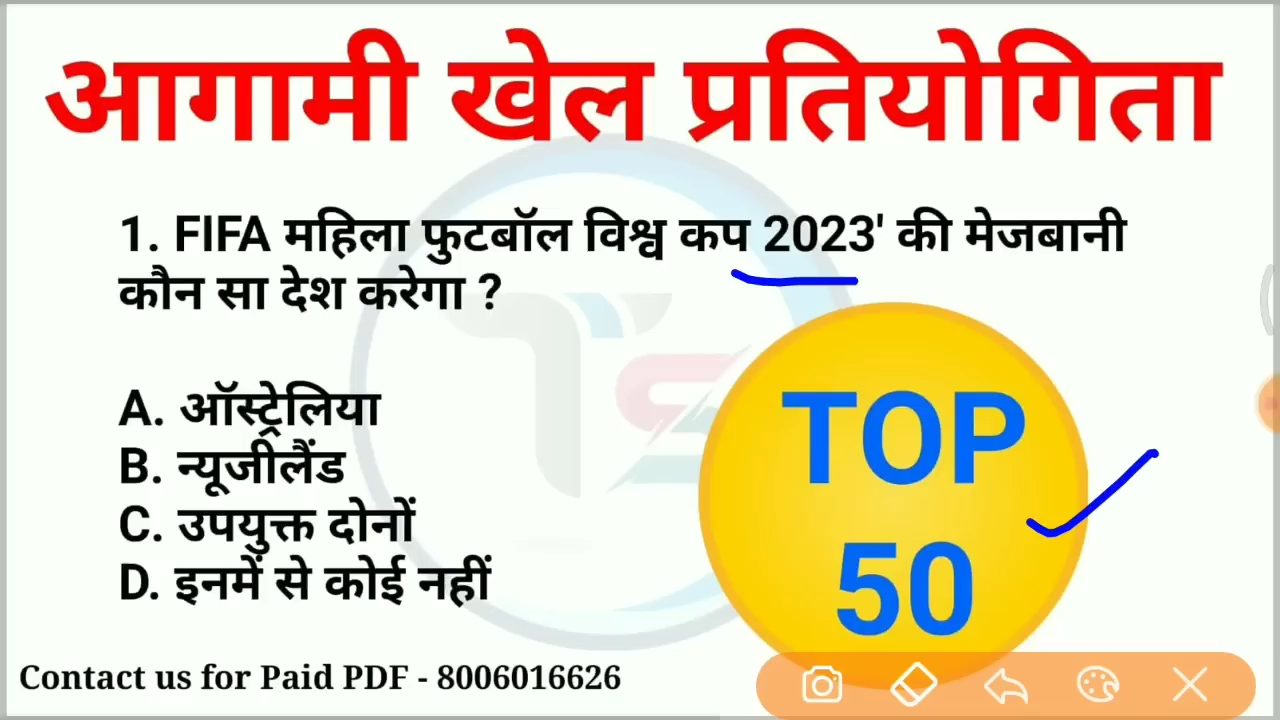 आगामी खेल प्रतियोगिता
1. FIFA महिला फुटबॉल विश्व कप 2023' की मेजबानी
कौन सा देश करेगा ?
A. ऑस्ट्रेलिया
B. न्यूजीलैंड
C. उपयुक्त दोनों
D. इनमें से कोई नहीं
TOP
50
Contact us for Paid PDF - 8006016626